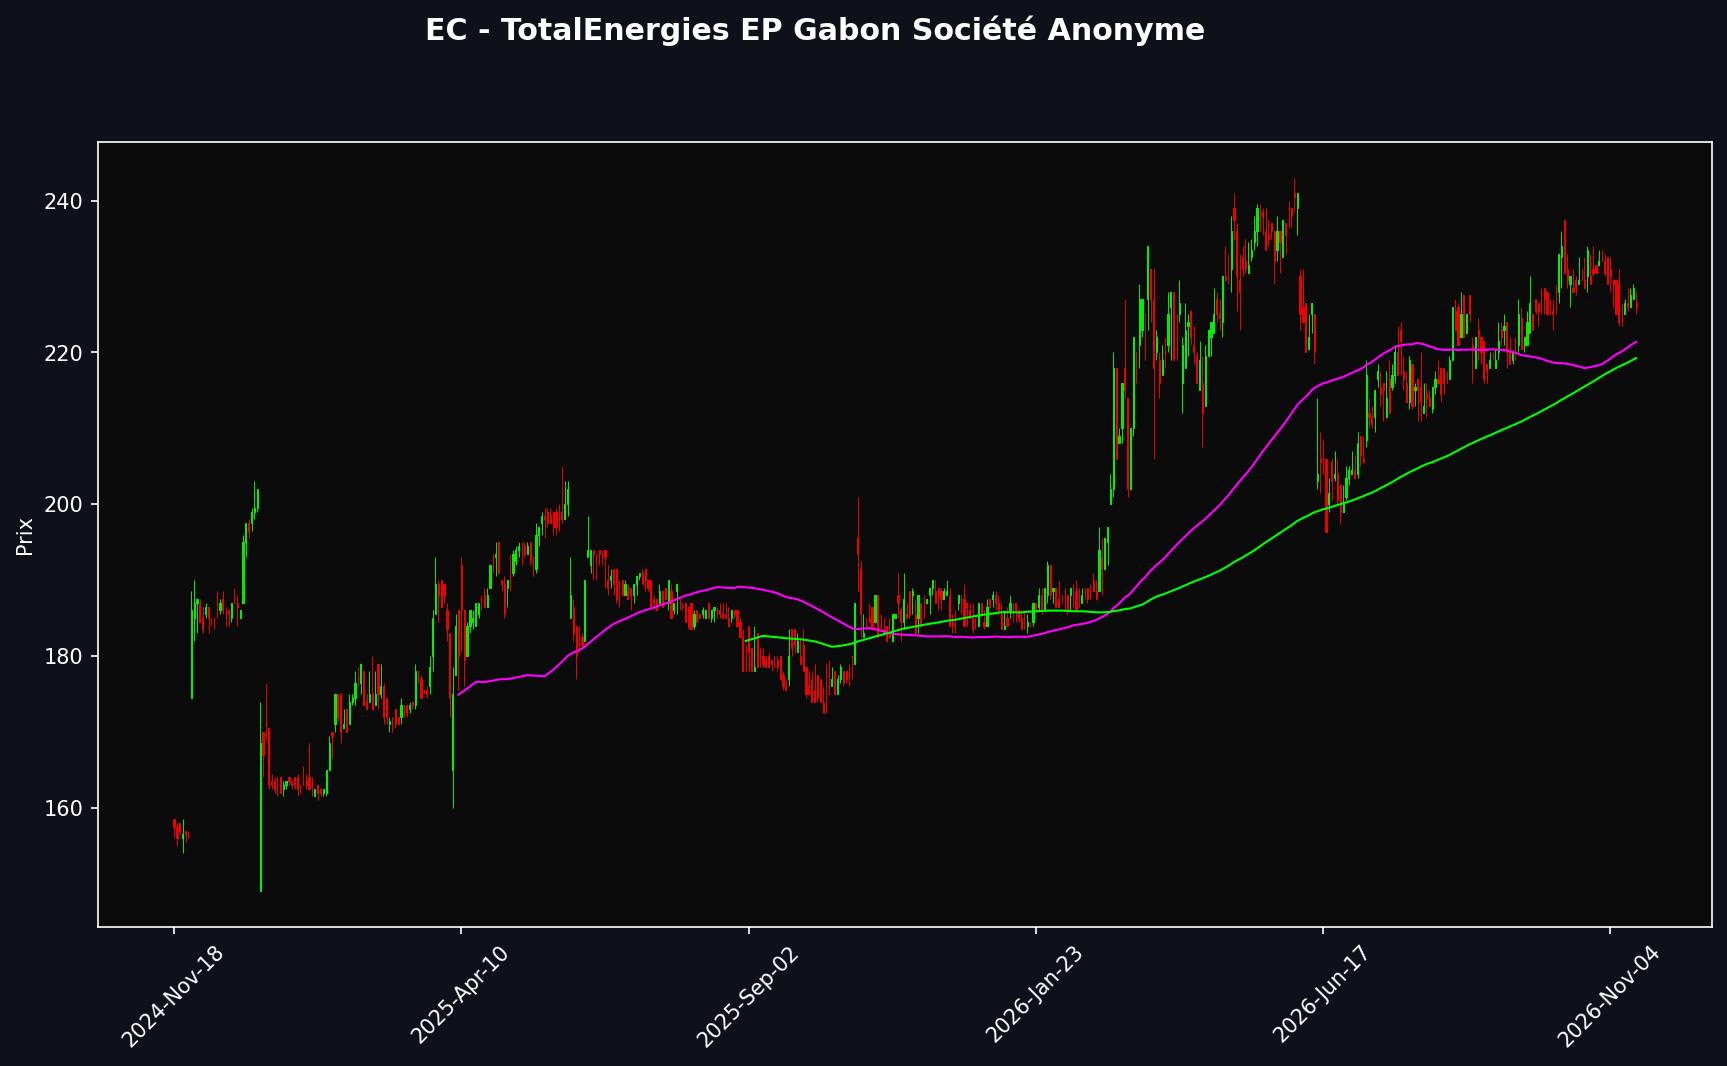 EC - TotalEnergies EP Gabon Société Anonyme
Prix
240
220
200
180
160
2024-Nov-18
2025-Apr-10
2025-Sep-02
2026-Jan-23
2026-Jun-17
2026-Nov-04